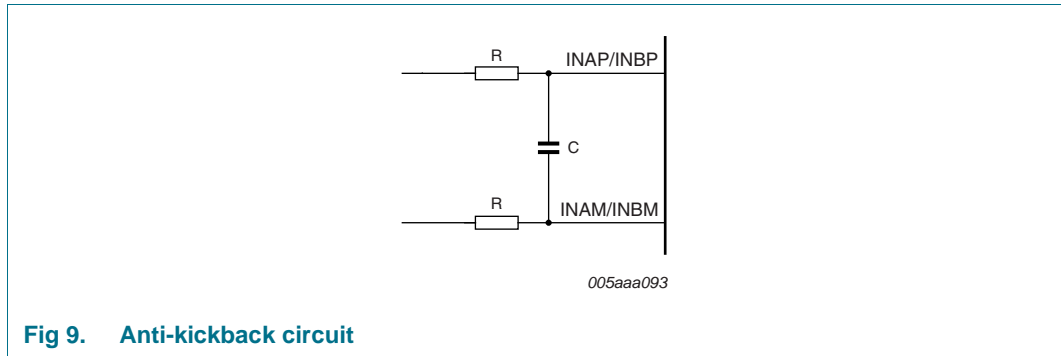 R
INAP/INBP
C
R
INAM/INBM
005aaa093
Fig 9. Anti-kickback circuit